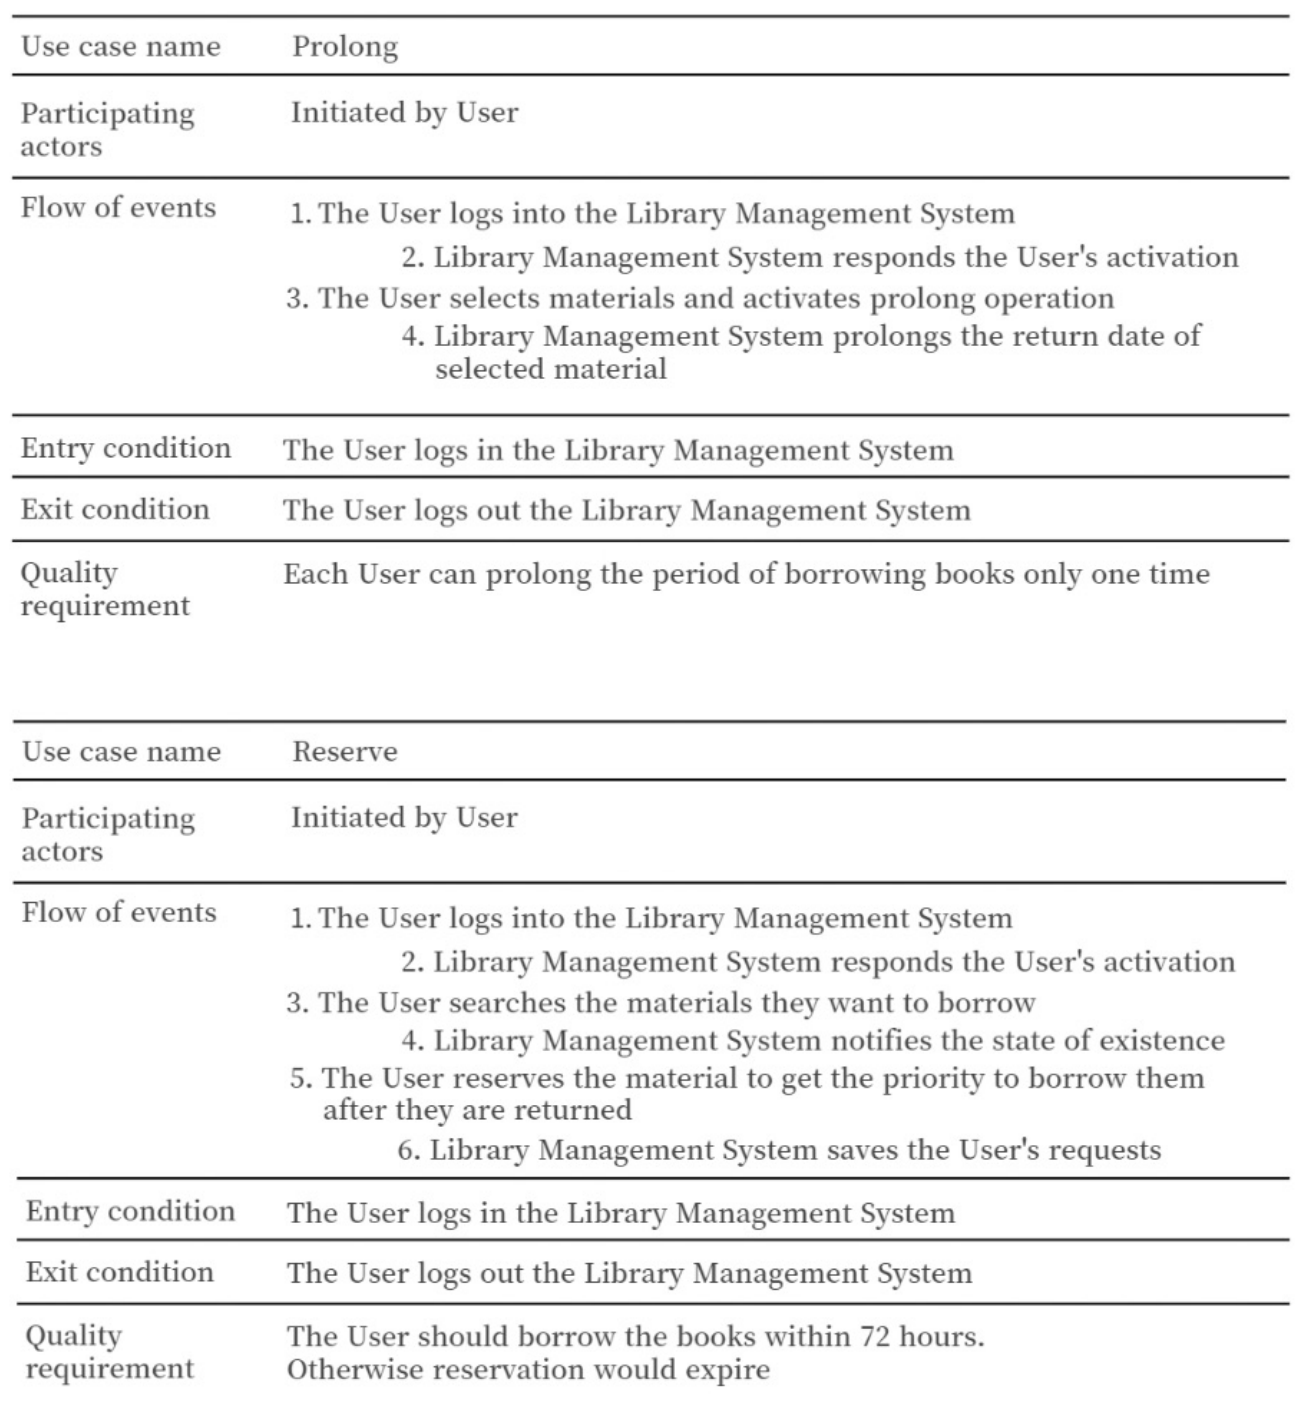 Use case name Prolong
Participating actors Initiated by User
Flow of events 1. The User logs into the Library Management System
2. Library Management System responds the User's activation
3. The User selects materials and activates prolong operation
4. Library Management System prolongs the return date of
selected material
Entry condition The User logs in the Library Management System
Exit condition The User logs out the Library Management System
Quality requirement Each User can prolong the period of borrowing books only one time
Use case name Reserve
Participating actors Initiated by User
Flow of events 1. The User logs into the Library Management System
2. Library Management System responds the User's activation
3. The User searches the materials they want to borrow
4. Library Management System notifies the state of existence
5. The User reserves the material to get the priority to borrow them
after they are returned
6. Library Management System saves the User's requests
Entry condition The User logs in the Library Management System
Exit condition The User logs out the Library Management System
Quality requirement The User should borrow the books within 72 hours.
Otherwise reservation would expire